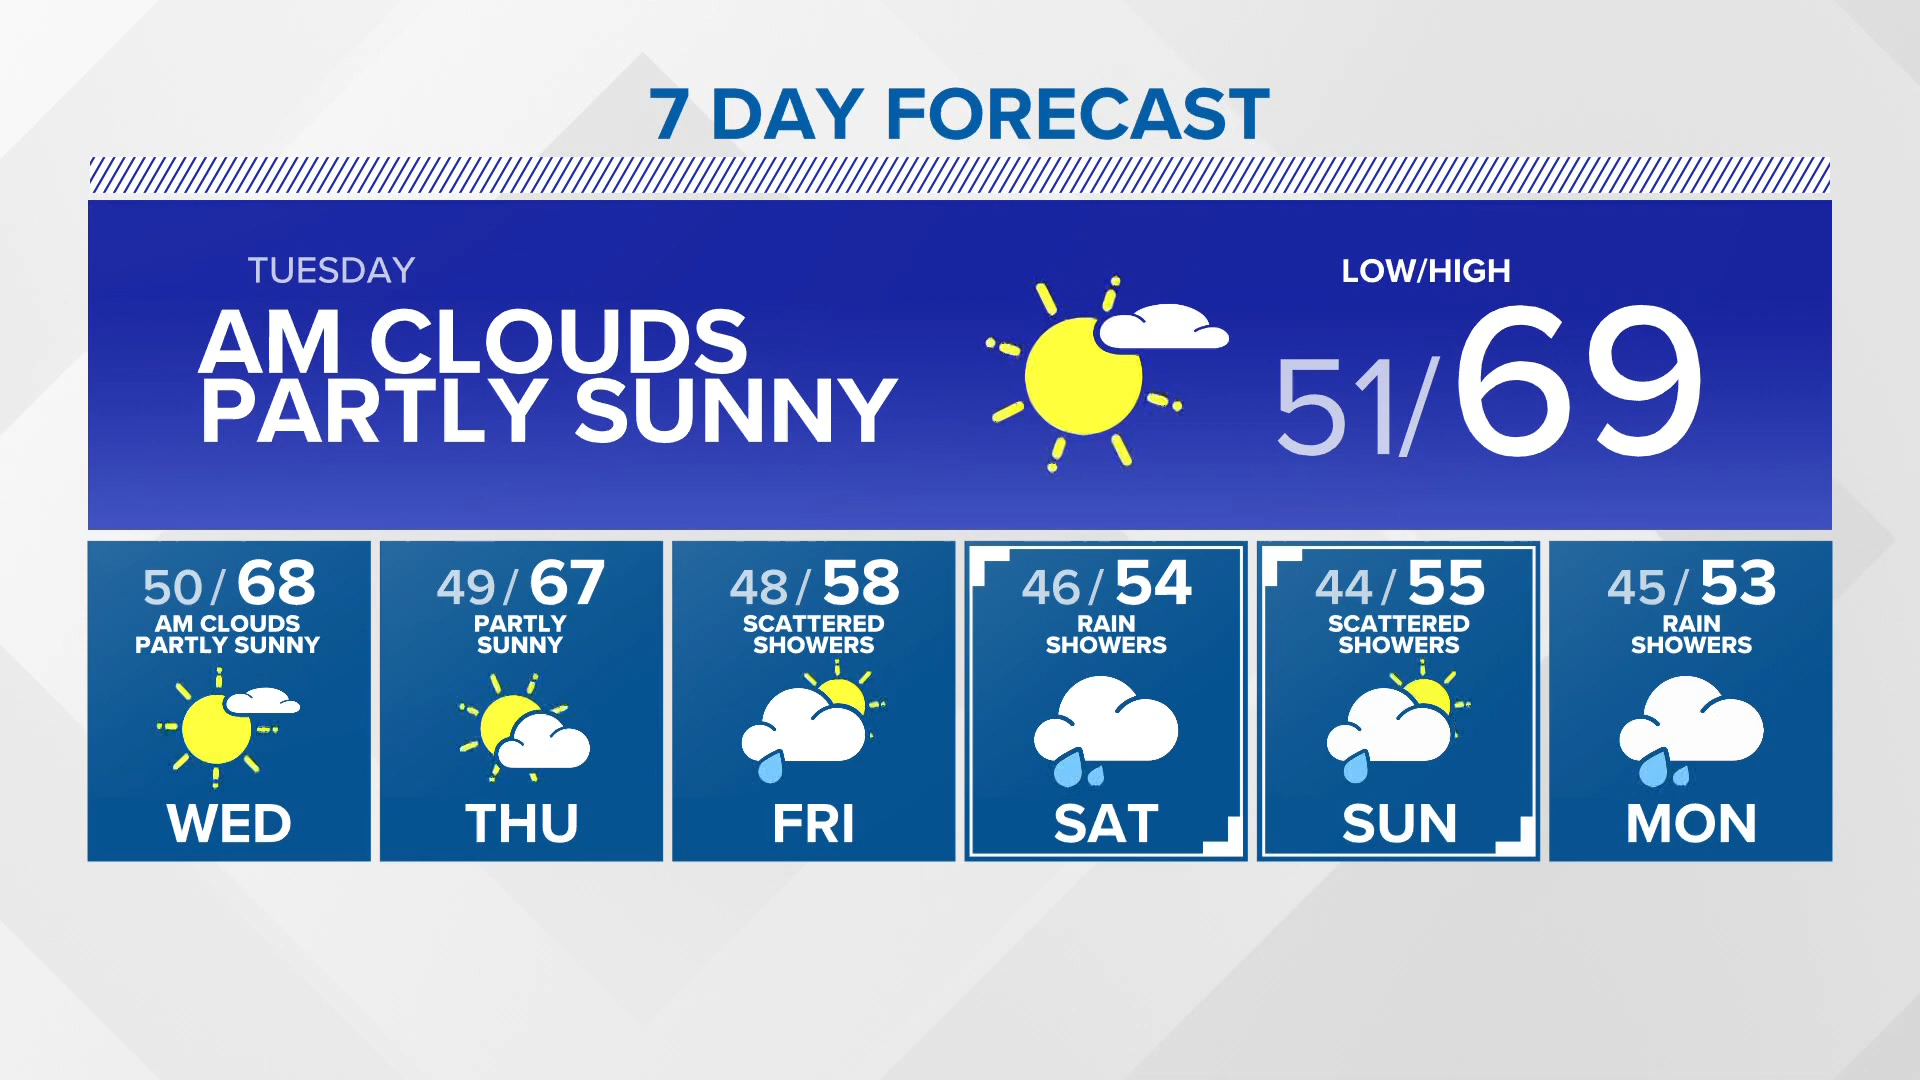 7 DAY FORECAST
TUESDAY
AM CLOUDS
PARTLY SUNNY
LOW/HIGH
51/69
50/68
AM CLOUDS
PARTLY SUNNY
WED
49/67
PARTLY
SUNNY
THU
48/58
SCATTERED
SHOWERS
FRI
46/54
RAIN
SHOWERS
SAT
44/55
SCATTERED
SHOWERS
SUN
45/53
RAIN
SHOWERS
MON